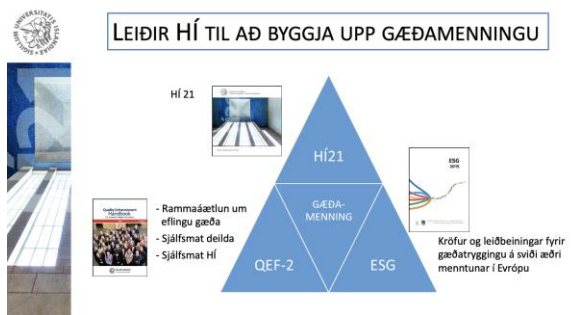 LEIÐIR HÍ TIL AÐ BYGGJA UPP GÆÐAMENNINGU
HÍ 21
HÍ21
ESG
2015
GÆÐA-
MENNING
Quality Enhancement
Handbook
- Rammaáætlun um
eflingu gæða
- Sjálfsmat deilda
- Sjálfsmat HÍ
QEF-2
ESG
Kröfur og leiðbeiningar fyrir
gæðatryggingu á sviði æðri
menntunar í Evrópu